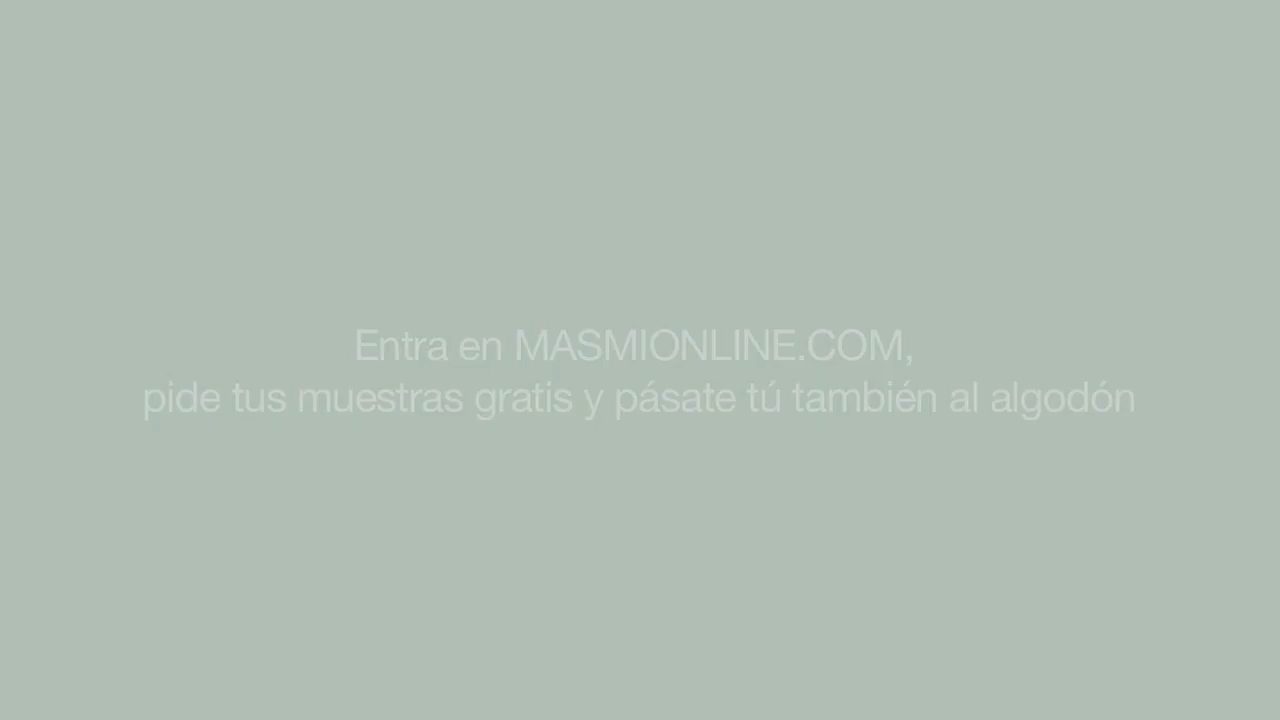 Entra en MASMIONLINE.COM,
pide tus muestras gratis y pásate tú también al algodón